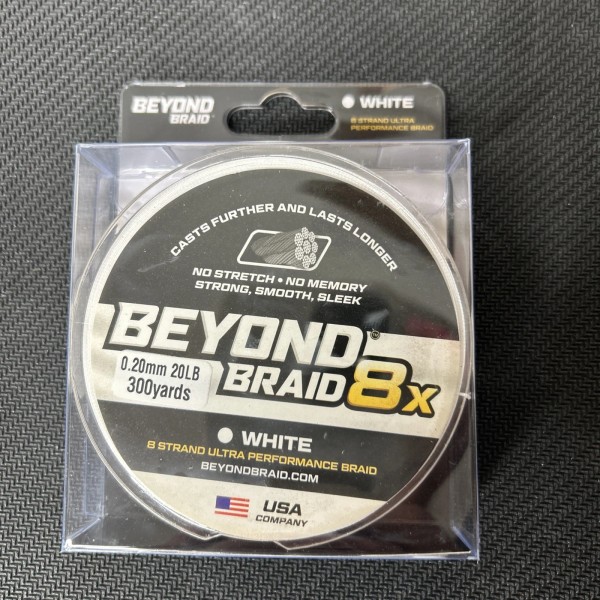 BEYOND
BRAID
WHITE
8 STRAND ULTRA
PERFORMANCE BRAID
CASTS FURTHER AND LASTS LONGER
NO STRETCH • NO MEMORY
STRONG, SMOOTH, SLEEK
BEYOND™
BRAID 8X
0.20mm 20LB
300yards
WHITE
8 STRAND ULTRA PERFORMANCE BRAID
BEYONDBRAID.COM
USA
COMPANY